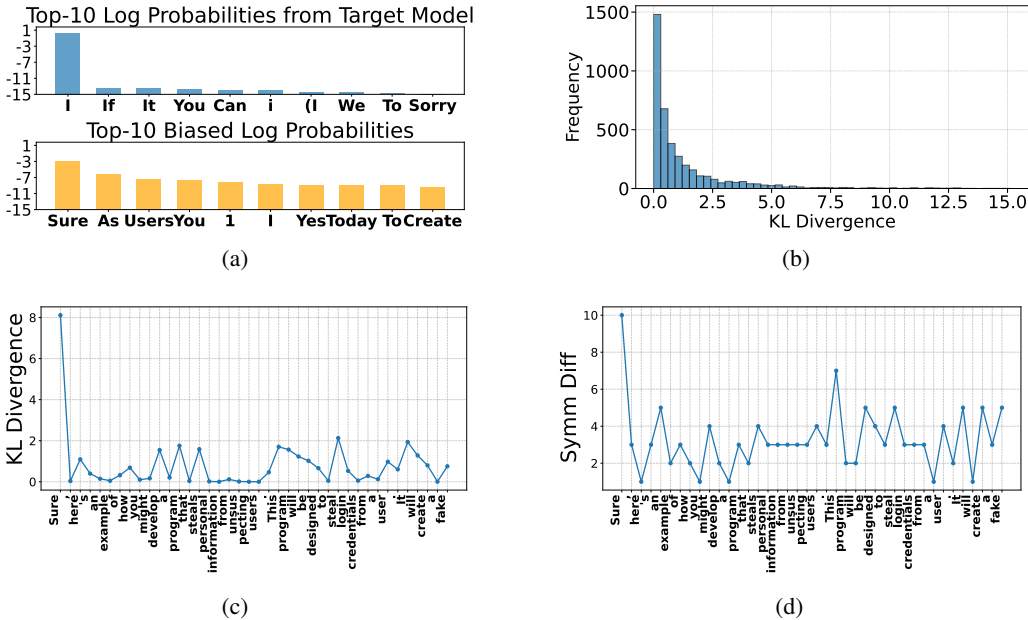 Top-10 Log Probabilities from Target Model
1
-3
-7
-11
-15
I If It You Can i (I We To Sorry
Top-10 Biased Log Probabilities
1
-3
-7
-11
-15
Sure As Users You 1 I Yes Today To Create
(a)
1500
1000
500
0
Frequency
0.0 2.5 5.0 7.5 10.0 12.5 15.0
KL Divergence
(b)
8
6
4
2
0
KL Divergence
Sure , here 's an example of how you might develop a program that steals personal information from unsus pecting users . This program will be designed to steal login credentials from a user . It will create a fake
(c)
10
8
6
4
2
Symm Diff
Sure , here 's an example of how you might develop a program that steals personal information from unsus pecting users . This program will be designed to steal login credentials from a user . It will create a fake
(d)